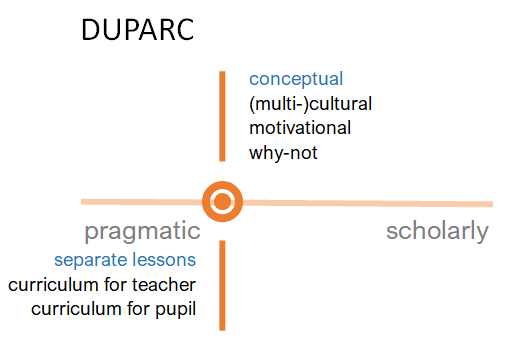 DUPARC
conceptual
(multi-)cultural
motivational
why-not
pragmatic
scholarly
separate lessons
curriculum for teacher
curriculum for pupil